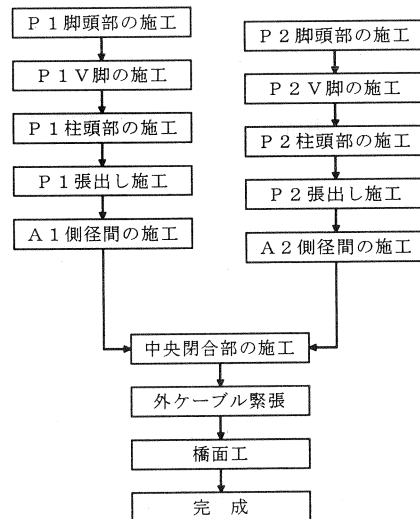 Ｐ１脚頭部の施工
Ｐ１Ｖ脚の施工
Ｐ１柱頭部の施工
Ｐ１張出し施工
Ａ１側径間の施工
Ｐ２脚頭部の施工
Ｐ２Ｖ脚の施工
Ｐ２柱頭部の施工
Ｐ２張出し施工
Ａ２側径間の施工
中央閉合部の施工
外ケーブル緊張
橋面工
完　成